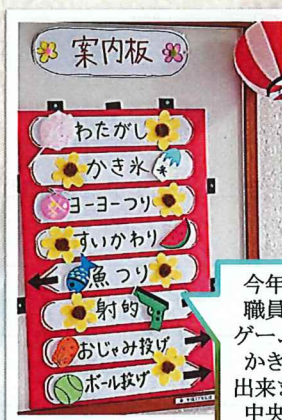 案内板
わたがし
かき氷
ヨーヨーつり
すいかわり
魚つり
射的
おじゃみ投げ
ボール投げ
今年
職員
ゲー
かき
出来
中央